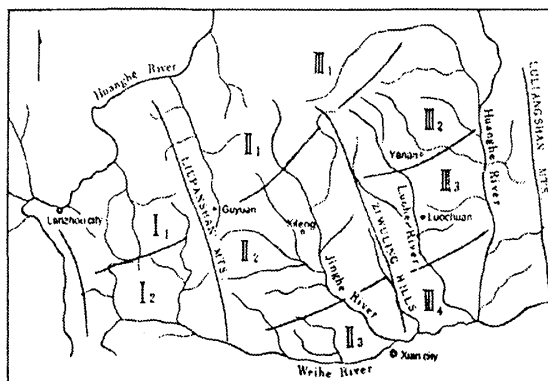 Huanghe River
III1
LULIANGSHAN MTS
III2
Huanghe River
II1
Yanan
LIUPANSHAN MTS
III3
Lanzhou city
Guyuan
Xifeng
ZIWULING HILLS
Luohe River
Luochuan
I1
II2
Jinghe River
I2
III4
II3
Weihe River
Xian city